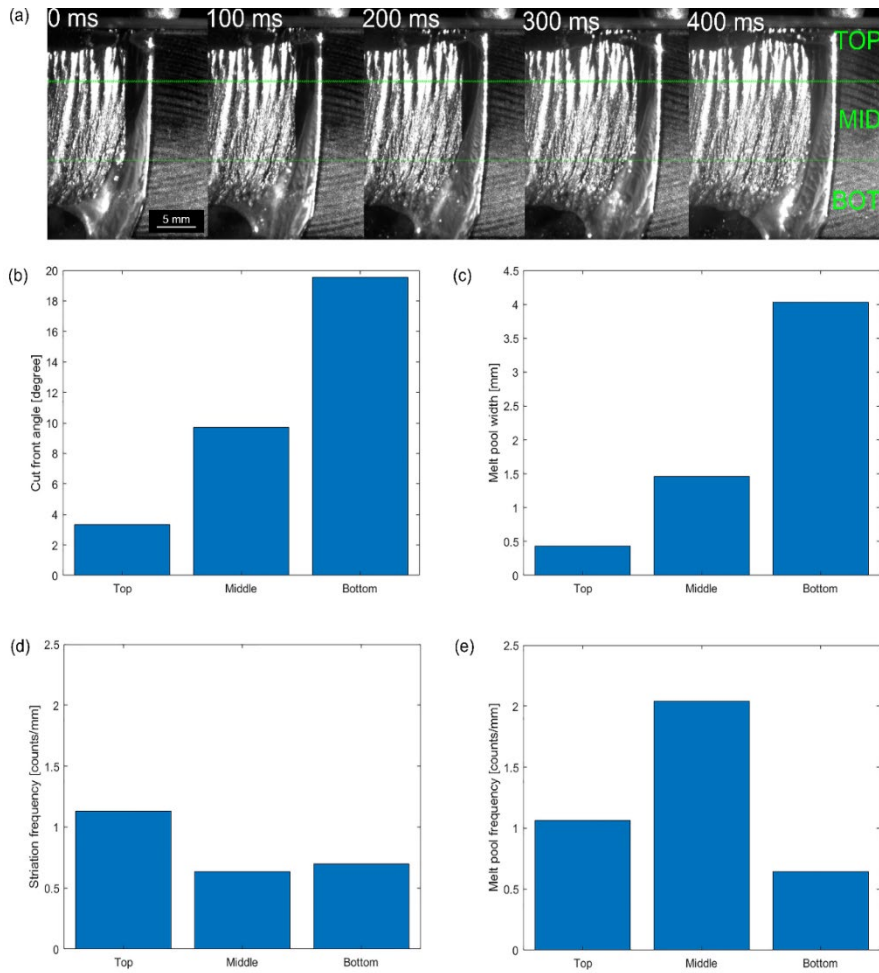 (a)
0 ms
100 ms
200 ms
300 ms
400 ms
TOP
MID
BOT
5 mm
(b)
Cut front angle [degree]
20
18
16
14
12
10
8
6
4
2
0
Top
Middle
Bottom
(c)
Melt pool width [mm]
4.5
4
3.5
3
2.5
2
1.5
1
0.5
0
Top
Middle
Bottom
(d)
Striation frequency [counts/mm]
2.5
2
1.5
1
0.5
0
Top
Middle
Bottom
(e)
Melt pool frequency [counts/mm]
2.5
2
1.5
1
0.5
0
Top
Middle
Bottom